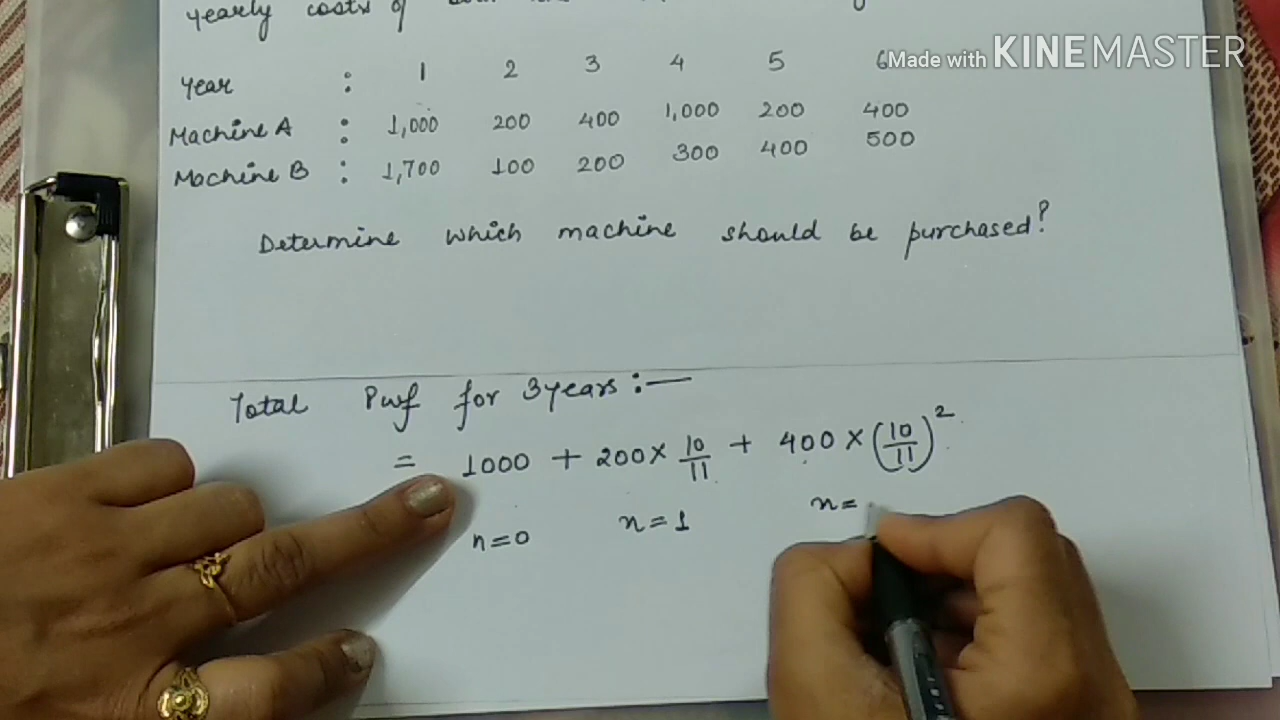 yearly costs of
Made with KINEMASTER
Year : 1 2 3 4 5 6
Machine A : 1,000 200 400 1,000 200 400
Machine B : 1,700 100 200 300 400 500
Determine which machine should be purchased?
Total Pwf for 3 years :—
= 1000 + 200 × 10/11 + 400 × (10/11)²
n=0 n=1 n=